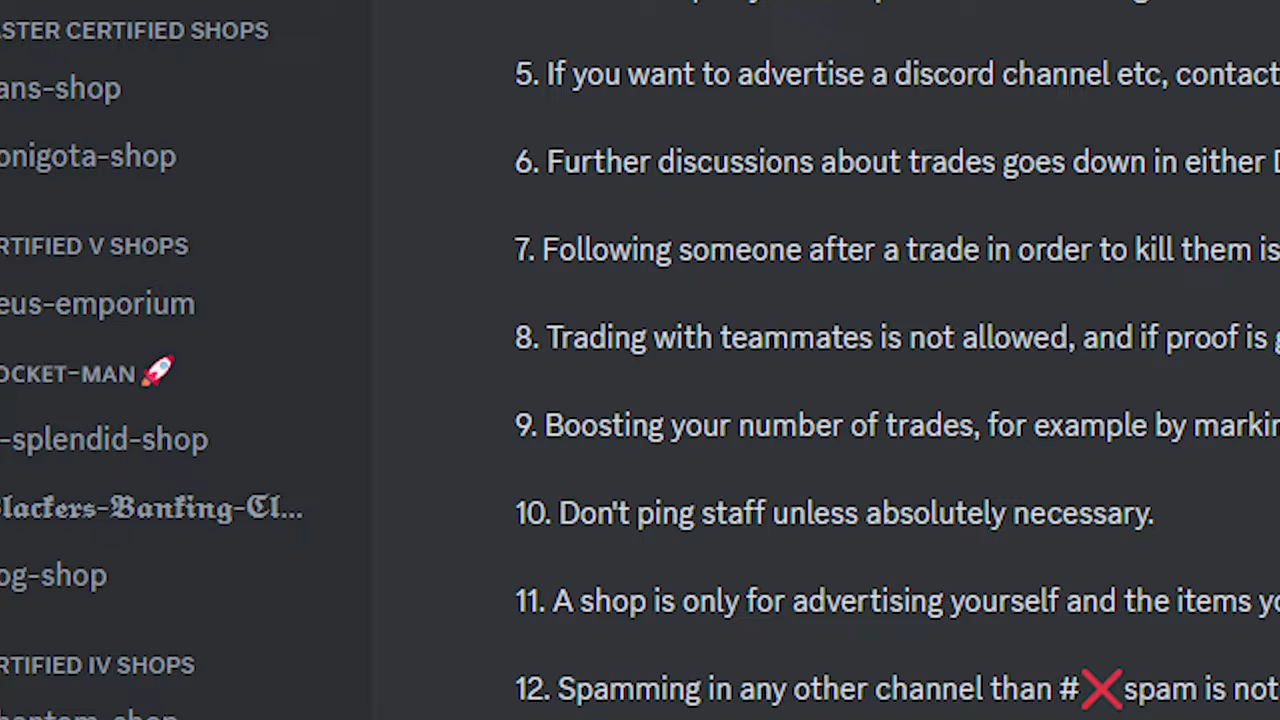 ASTER CERTIFIED SHOPS
ans-shop
onigota-shop
RTIFIED V SHOPS
eus-emporium
OCKET-MAN 🚀
-splendid-shop
lackers-Banking-Cl...
og-shop
RTIFIED IV SHOPS
hantom-shop
5. If you want to advertise a discord channel etc, contact
6. Further discussions about trades goes down in either D
7. Following someone after a trade in order to kill them is
8. Trading with teammates is not allowed, and if proof is g
9. Boosting your number of trades, for example by markin
10. Don't ping staff unless absolutely necessary.
11. A shop is only for advertising yourself and the items yo
12. Spamming in any other channel than #❌spam is not